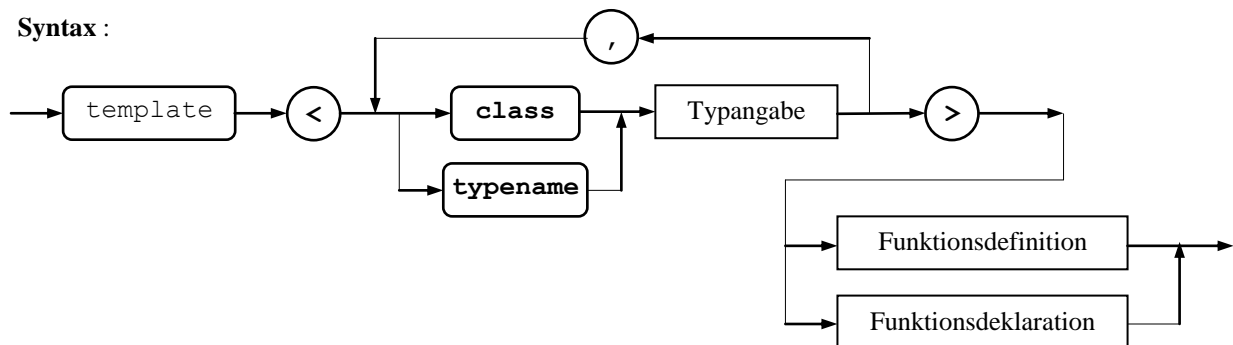 Syntax :
,
template < class Typangabe >
typename
Funktionsdefinition
Funktionsdeklaration